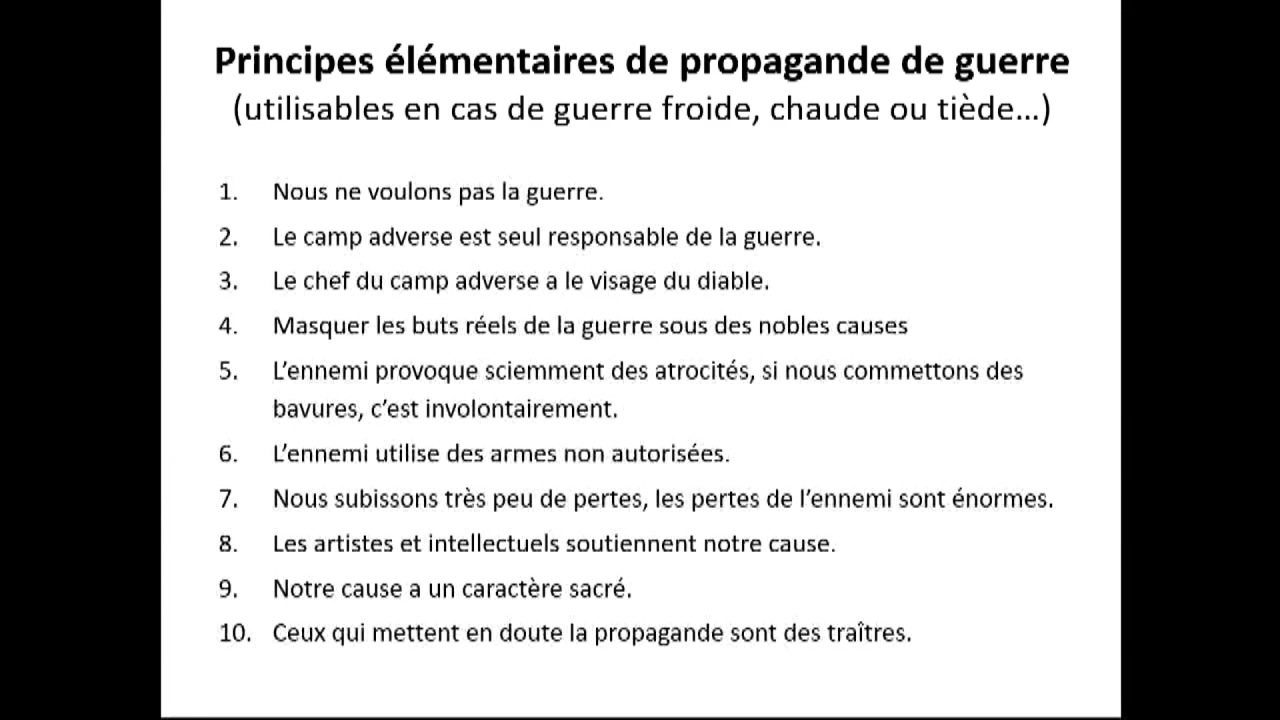 Principes élémentaires de propagande de guerre
(utilisables en cas de guerre froide, chaude ou tiède...)
1. Nous ne voulons pas la guerre.
2. Le camp adverse est seul responsable de la guerre.
3. Le chef du camp adverse a le visage du diable.
4. Masquer les buts réels de la guerre sous des nobles causes
5. L’ennemi provoque sciemment des atrocités, si nous commettons des
bavures, c’est involontairement.
6. L’ennemi utilise des armes non autorisées.
7. Nous subissons très peu de pertes, les pertes de l’ennemi sont énormes.
8. Les artistes et intellectuels soutiennent notre cause.
9. Notre cause a un caractère sacré.
10. Ceux qui mettent en doute la propagande sont des traîtres.